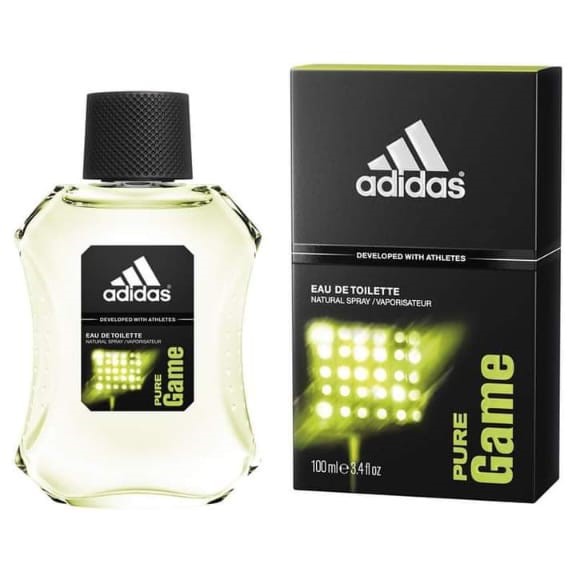 adidas
DEVELOPED WITH ATHLETES
EAU DE TOILETTE
NATURAL SPRAY / VAPORISATEUR
PURE
Game
adidas
DEVELOPED WITH ATHLETES
EAU DE TOILETTE
NATURAL SPRAY / VAPORISATEUR
PURE
Game
100 ml e 3.4 fl oz